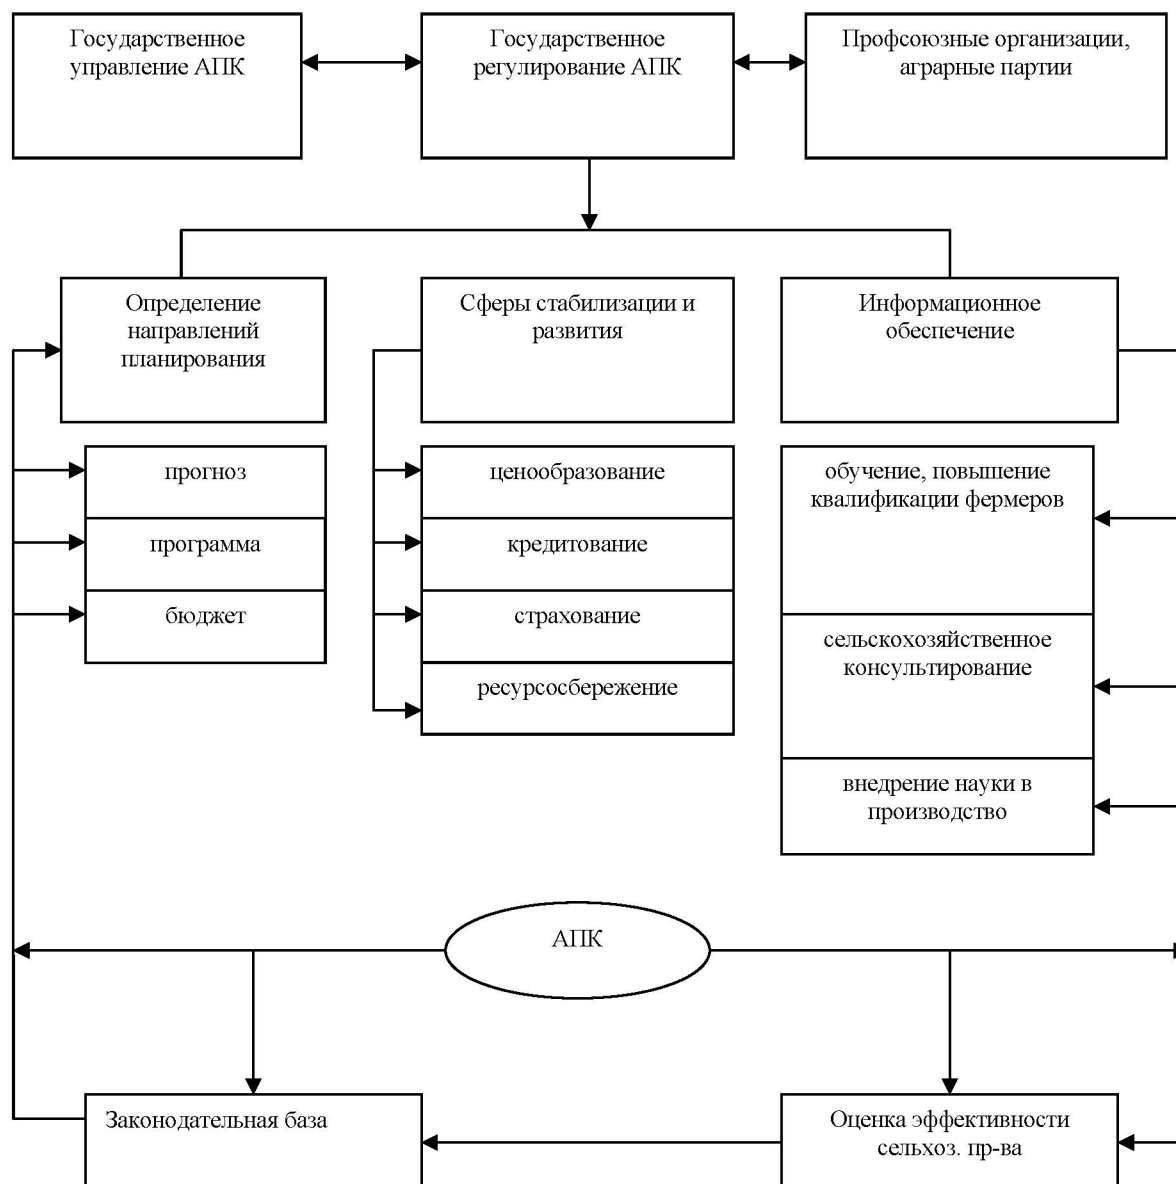 Государственное
управление АПК
Государственное
регулирование АПК
Профсоюзные организации,
аграрные партии
Определение
направлений
планирования
Сферы стабилизации и
развития
Информационное
обеспечение
прогноз
программа
бюджет
ценообразование
кредитование
страхование
ресурсосбережение
обучение, повышение
квалификации фермеров
сельскохозяйственное
консультирование
внедрение науки в
производство
АПК
Законодательная база
Оценка эффективности
сельхоз. пр-ва